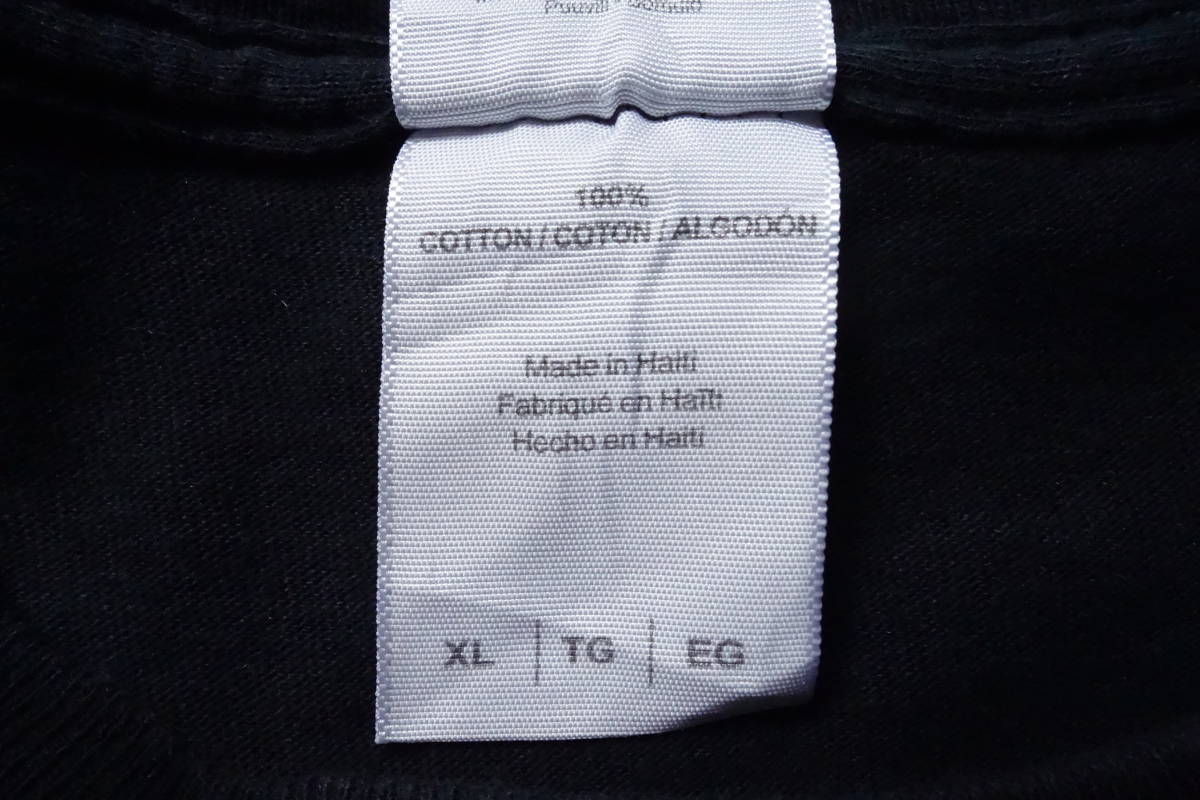 100%
COTTON / COTON / ALGODÓN
Made in Haiti
Fabriqué en Haïti
Hecho en Haití
XL | TG | EG